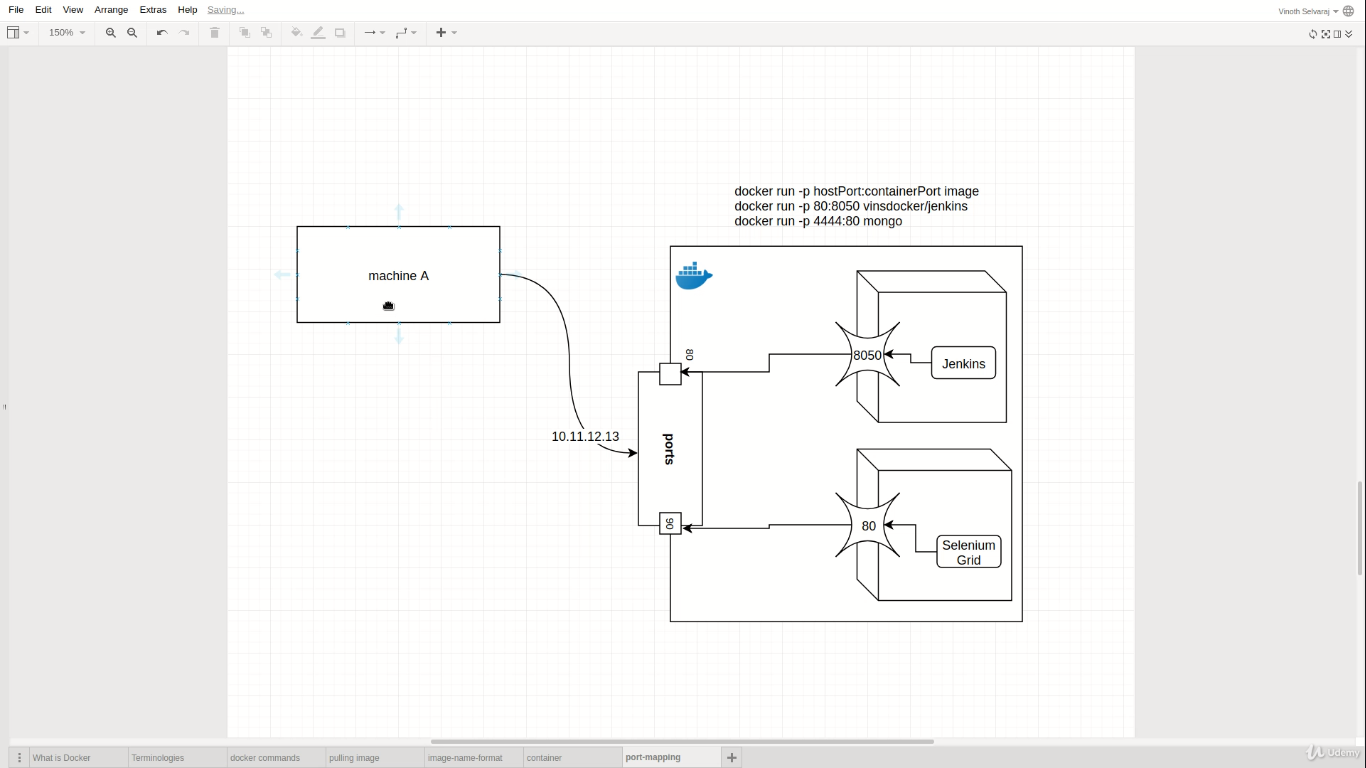 File Edit View Arrange Extras Help Saving...
Vinoth Selvaraj
150%
docker run -p hostPort:containerPort image
docker run -p 80:8050 vinsdocker/jenkins
docker run -p 4444:80 mongo
machine A
80
8050
Jenkins
10.11.12.13
ports
90
80
Selenium
Grid
What is Docker Terminologies docker commands pulling image image-name-format container port-mapping
Udemy